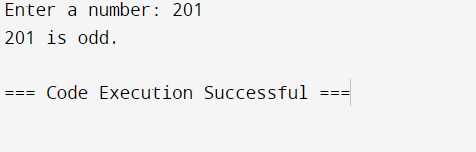 Enter a number: 201
201 is odd.
=== Code Execution Successful ===